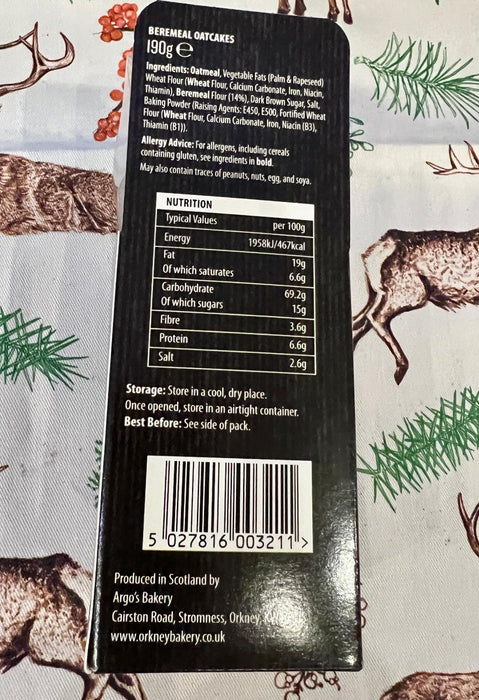 BEREMEAL OATCAKES
190g ℮
Ingredients: Oatmeal, Vegetable Fats (Palm & Rapeseed)
Wheat Flour (Wheat Flour, Calcium Carbonate, Iron, Niacin,
Thiamin), Beremeal Flour (14%), Dark Brown Sugar, Salt,
Baking Powder (Raising Agents: E450, E500, Fortified Wheat
Flour (Wheat Flour, Calcium Carbonate, Iron, Niacin (B3),
Thiamin (B1)).
Allergy Advice: For allergens, including cereals
containing gluten, see ingredients in bold.
May also contain traces of peanuts, nuts, egg, and soya.
NUTRITION
Typical Values per 100g
Energy 1958kJ/467kcal
Fat 19g
Of which saturates 6.6g
Carbohydrate 69.2g
Of which sugars 15g
Fibre 3.6g
Protein 6.6g
Salt 2.6g
Storage: Store in a cool, dry place.
Once opened, store in an airtight container.
Best Before: See side of pack.
5 027816 003211 >
Produced in Scotland by
Argo's Bakery
Cairston Road, Stromness, Orkney,
www.orkneybakery.co.uk